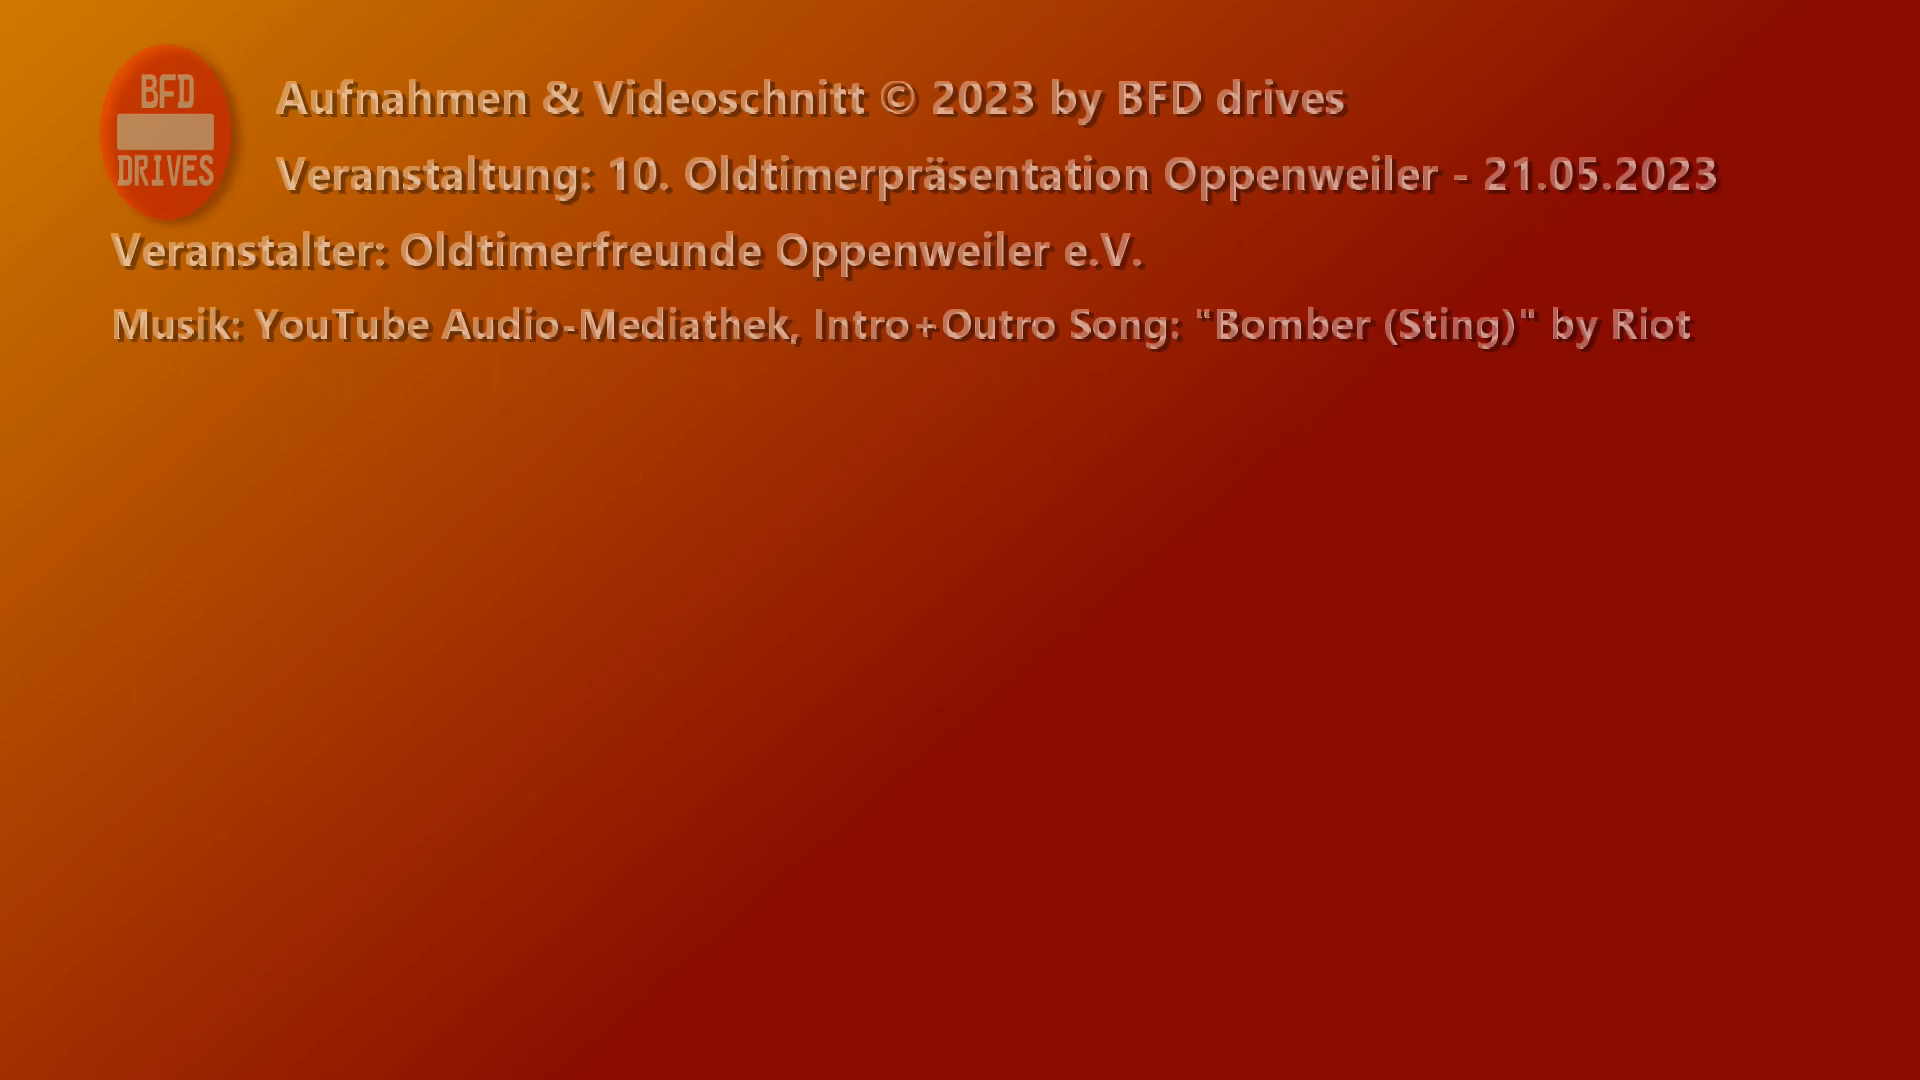 BFD
DRIVES
Aufnahmen & Videoschnitt © 2023 by BFD drives
Veranstaltung: 10. Oldtimerpräsentation Oppenweiler - 21.05.2023
Veranstalter: Oldtimerfreunde Oppenweiler e.V.
Musik: YouTube Audio-Mediathek, Intro+Outro Song: "Bomber (Sting)" by Riot